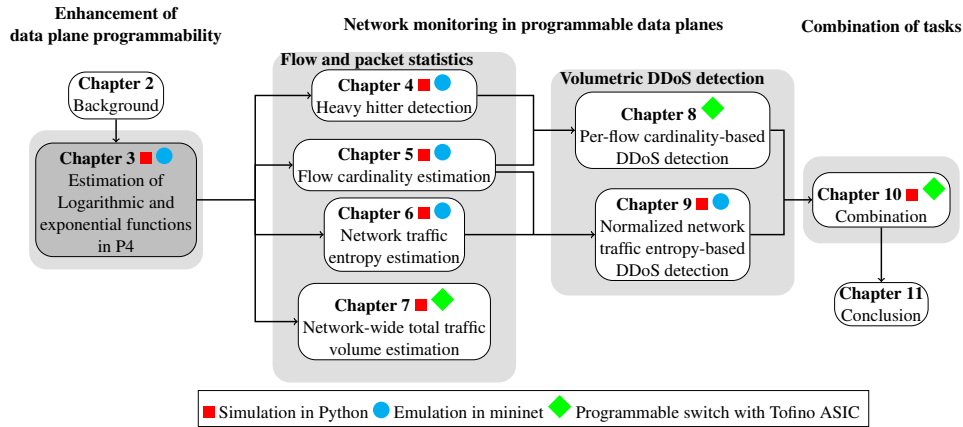 Enhancement of
data plane programmability
Network monitoring in programmable data planes
Combination of tasks
Chapter 2
Background
Chapter 3
Estimation of
Logarithmic and
exponential functions
in P4
Flow and packet statistics
Chapter 4
Heavy hitter detection
Chapter 5
Flow cardinality estimation
Chapter 6
Network traffic
entropy estimation
Chapter 7
Network-wide total traffic
volume estimation
Volumetric DDoS detection
Chapter 8
Per-flow cardinality-based
DDoS detection
Chapter 9
Normalized network
traffic entropy-based
DDoS detection
Chapter 10
Combination
Chapter 11
Conclusion
Simulation in Python Emulation in mininet Programmable switch with Tofino ASIC